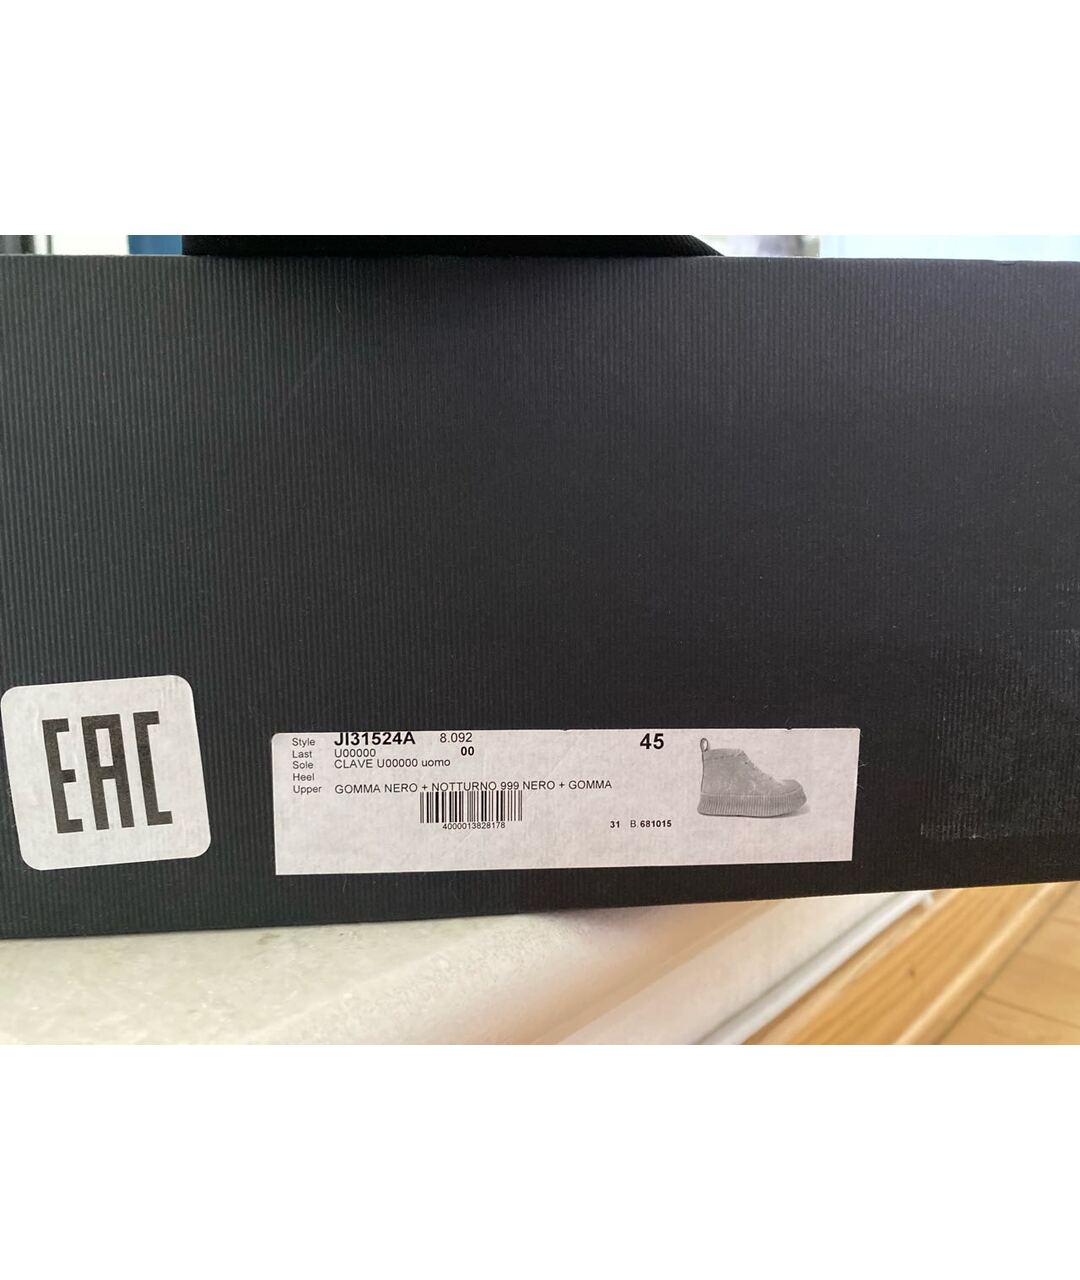 EAC
Style JI31524A 8.092 45
Last U00000 00
Sole CLAVE U00000 uomo
Heel
Upper GOMMA NERO + NOTTURNO 999 NERO + GOMMA
4000013828178
31 B.681015